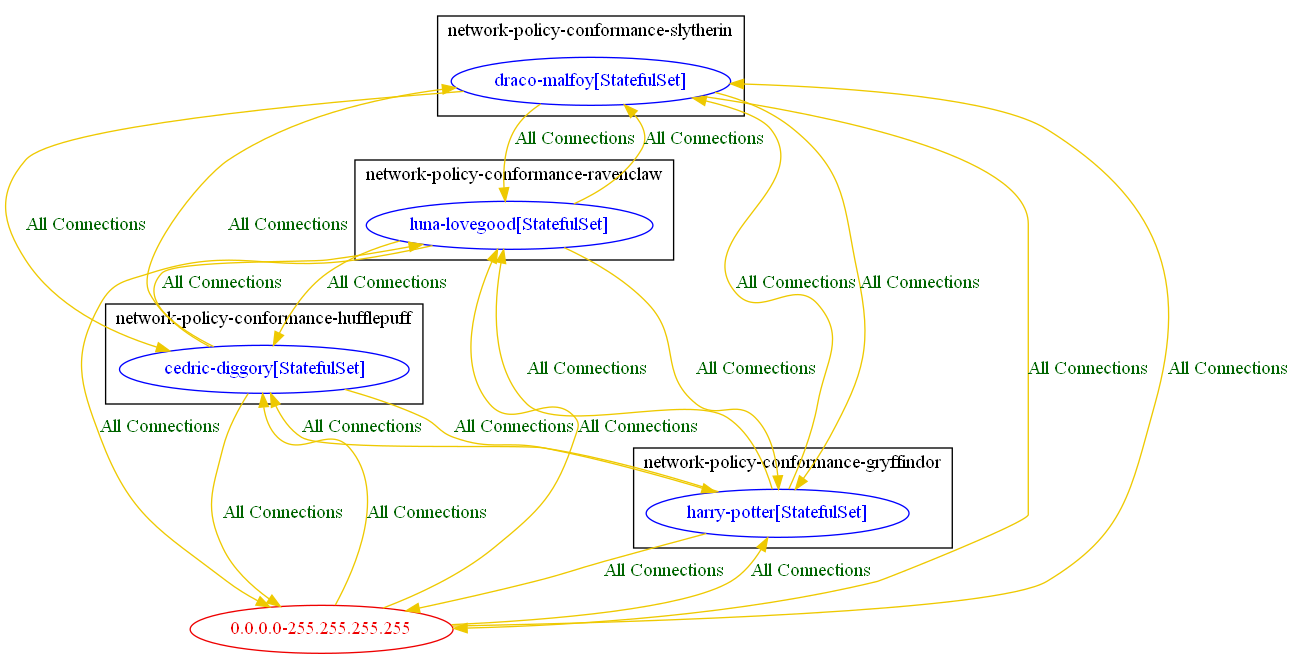 network-policy-conformance-slytherin
draco-malfoy[StatefulSet]
All Connections
All Connections
network-policy-conformance-ravenclaw
luna-lovegood[StatefulSet]
All Connections
All Connections
All Connections
All Connections
All Connections
All Connections
network-policy-conformance-hufflepuff
cedric-diggory[StatefulSet]
All Connections
All Connections
All Connections
All Connections
All Connections
All Connections
All Connections
All Connections
network-policy-conformance-gryffindor
harry-potter[StatefulSet]
All Connections
All Connections
All Connections
All Connections
0.0.0.0-255.255.255.255